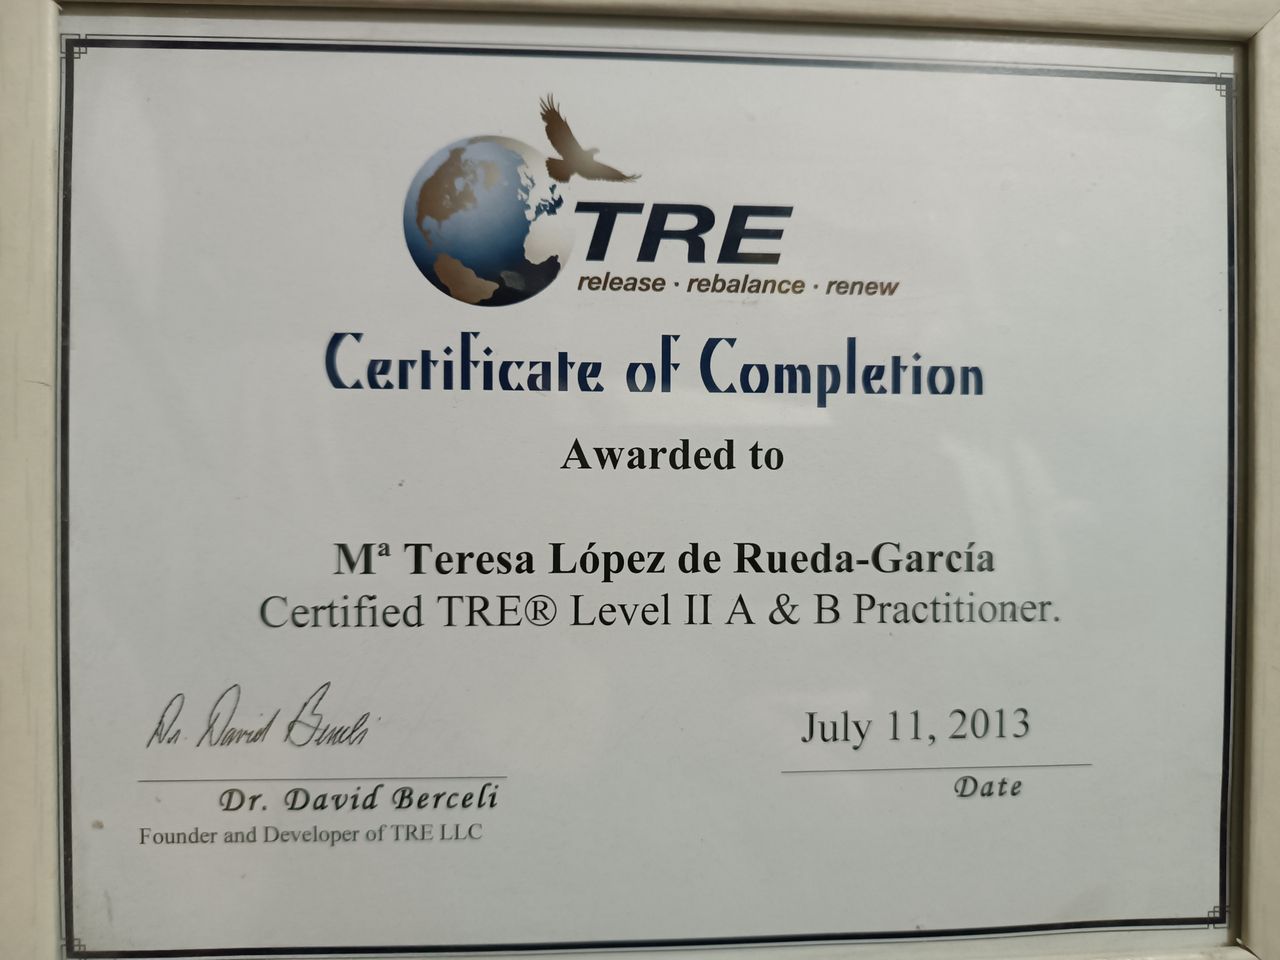 TRE
release · rebalance · renew
Certificate of Completion
Awarded to
Mª Teresa López de Rueda-García
Certified TRE® Level II A & B Practitioner.
Dr. David Berceli
July 11, 2013
Dr. David Berceli
Date
Founder and Developer of TRE LLC